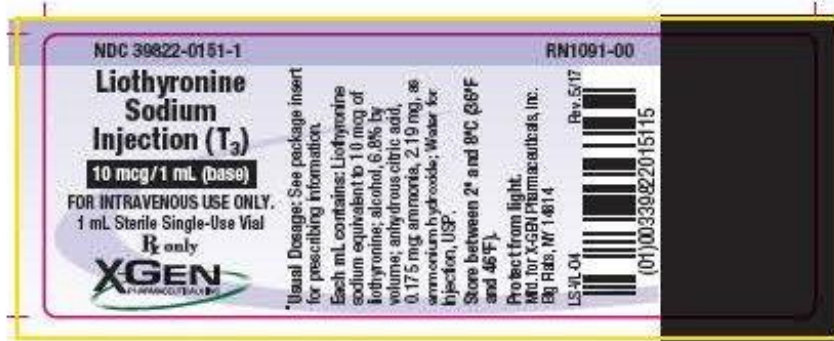 NDC 39822-0151-1
RN1091-00
Liothyronine
Sodium
Injection (T₃)
10 mcg/1 mL (base)
FOR INTRAVENOUS USE ONLY.
1 mL Sterile Single-Use Vial
Rx only
X-GEN
PHARMACEUTICALS, INC.
*Usual Dosage: See package insert
for prescribing information.
Each mL contains: Liothyronine
sodium equivalent to 10 mcg of
liothyronine; alcohol, 6.8% by
volume; anhydrous citric acid,
0.175 mg; ammonia, 2.19 mg, as
ammonium hydroxide; Water for
Injection, USP.
Store between 2° and 8°C (36°F
and 46°F).
Protect from light.
Mfd. for X-GEN Pharmaceuticals, Inc.
Big Flats, NY 14814
LS-VL-04 Rev. 5/17
(01)00339822015115